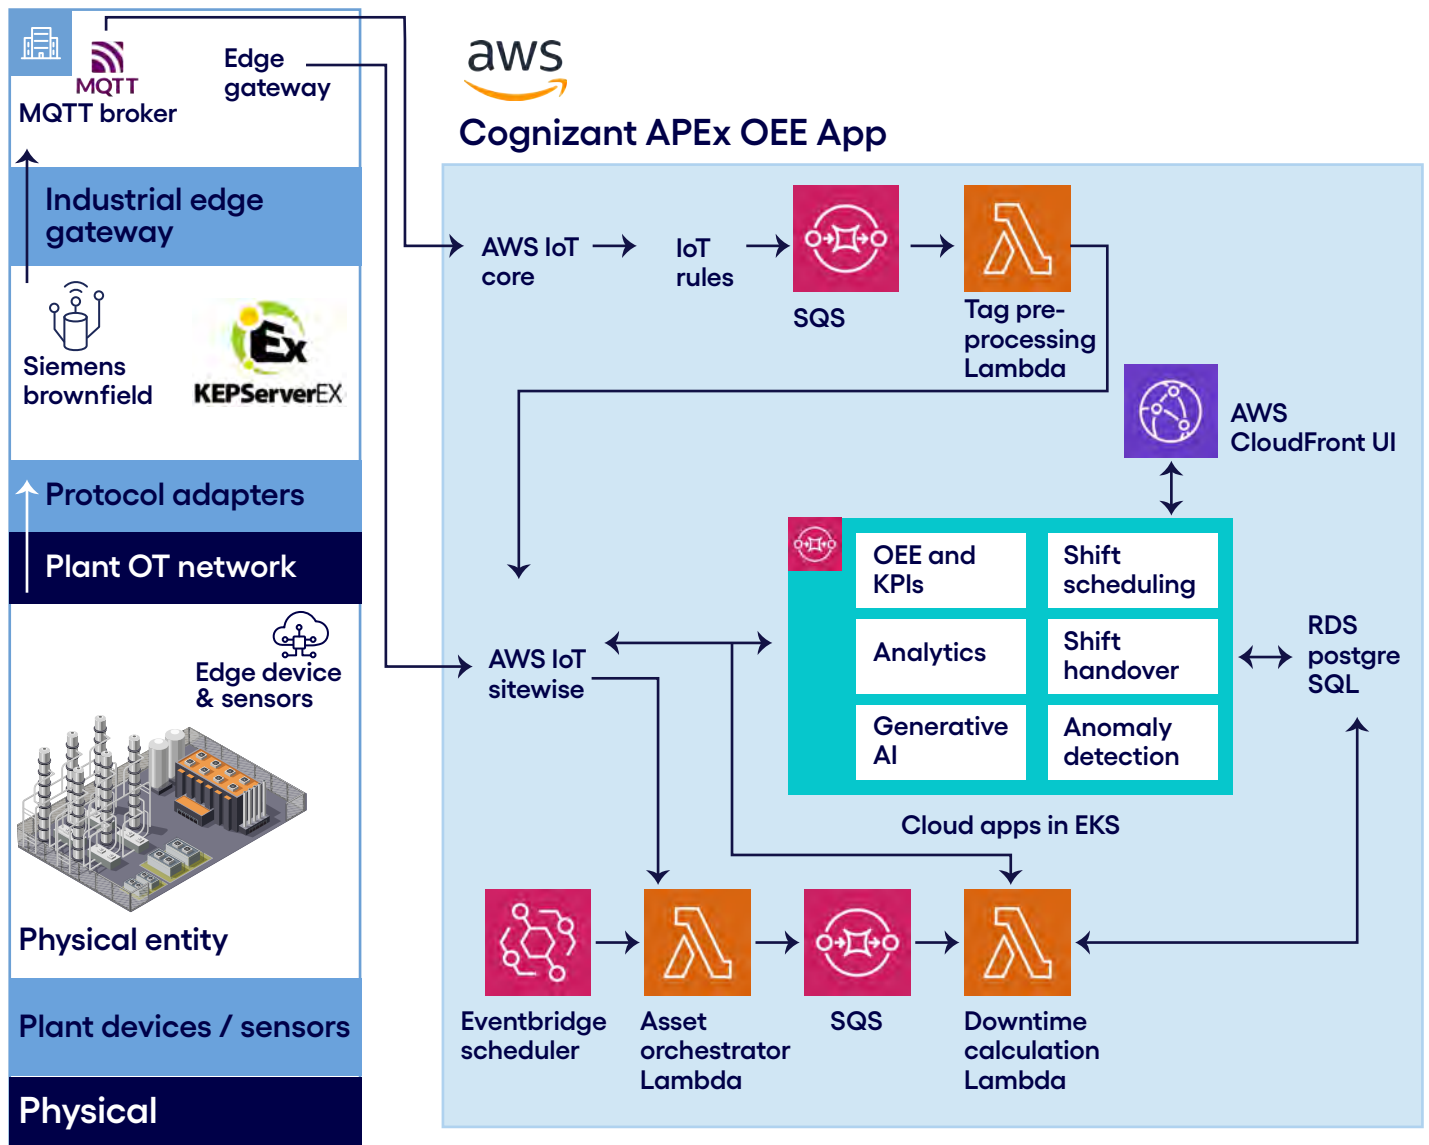 MQTT
MQTT broker
Edge
gateway
Industrial edge
gateway
Siemens
brownfield
Ex
KEPServerEX
Protocol adapters
Plant OT network
Edge device
& sensors
Physical entity
Plant devices / sensors
Physical
aws
Cognizant APEx OEE App
AWS IoT
core
IoT
rules
SQS
Tag pre-
processing
Lambda
AWS
CloudFront UI
OEE and
KPIs
Shift
scheduling
Analytics
Shift
handover
Generative
AI
Anomaly
detection
Cloud apps in EKS
RDS
postgre
SQL
AWS IoT
sitewise
Eventbridge
scheduler
Asset
orchestrator
Lambda
SQS
Downtime
calculation
Lambda